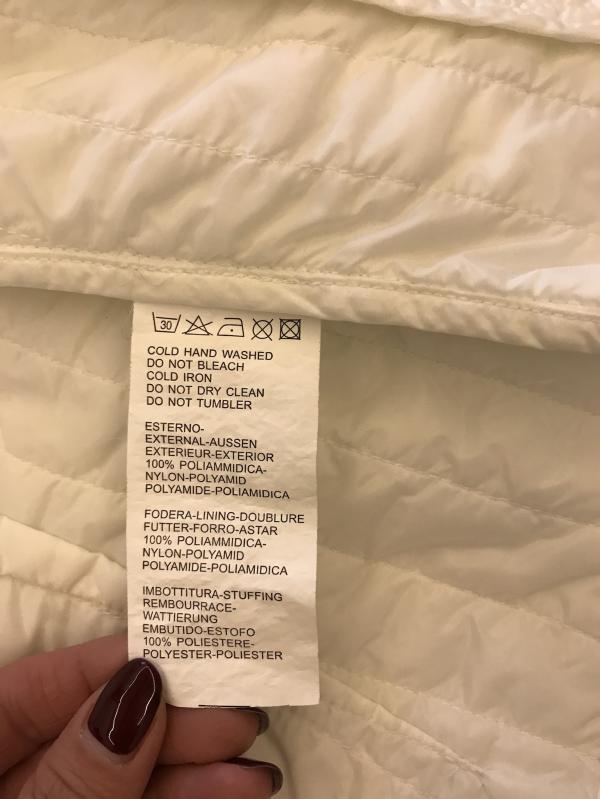 30
COLD HAND WASHED
DO NOT BLEACH
COLD IRON
DO NOT DRY CLEAN
DO NOT TUMBLER
ESTERNO-
EXTERNAL-AUSSEN
EXTERIEUR-EXTERIOR
100% POLIAMMIDICA-
NYLON-POLYAMID
POLYAMIDE-POLIAMIDICA
FODERA-LINING-DOUBLURE
FUTTER-FORRO-ASTAR
100% POLIAMMIDICA-
NYLON-POLYAMID
POLYAMIDE-POLIAMIDICA
IMBOTTITURA-STUFFING
REMBOURRACE-
WATTIERUNG
EMBUTIDO-ESTOFO
100% POLIESTERE-
POLYESTER-POLIESTER